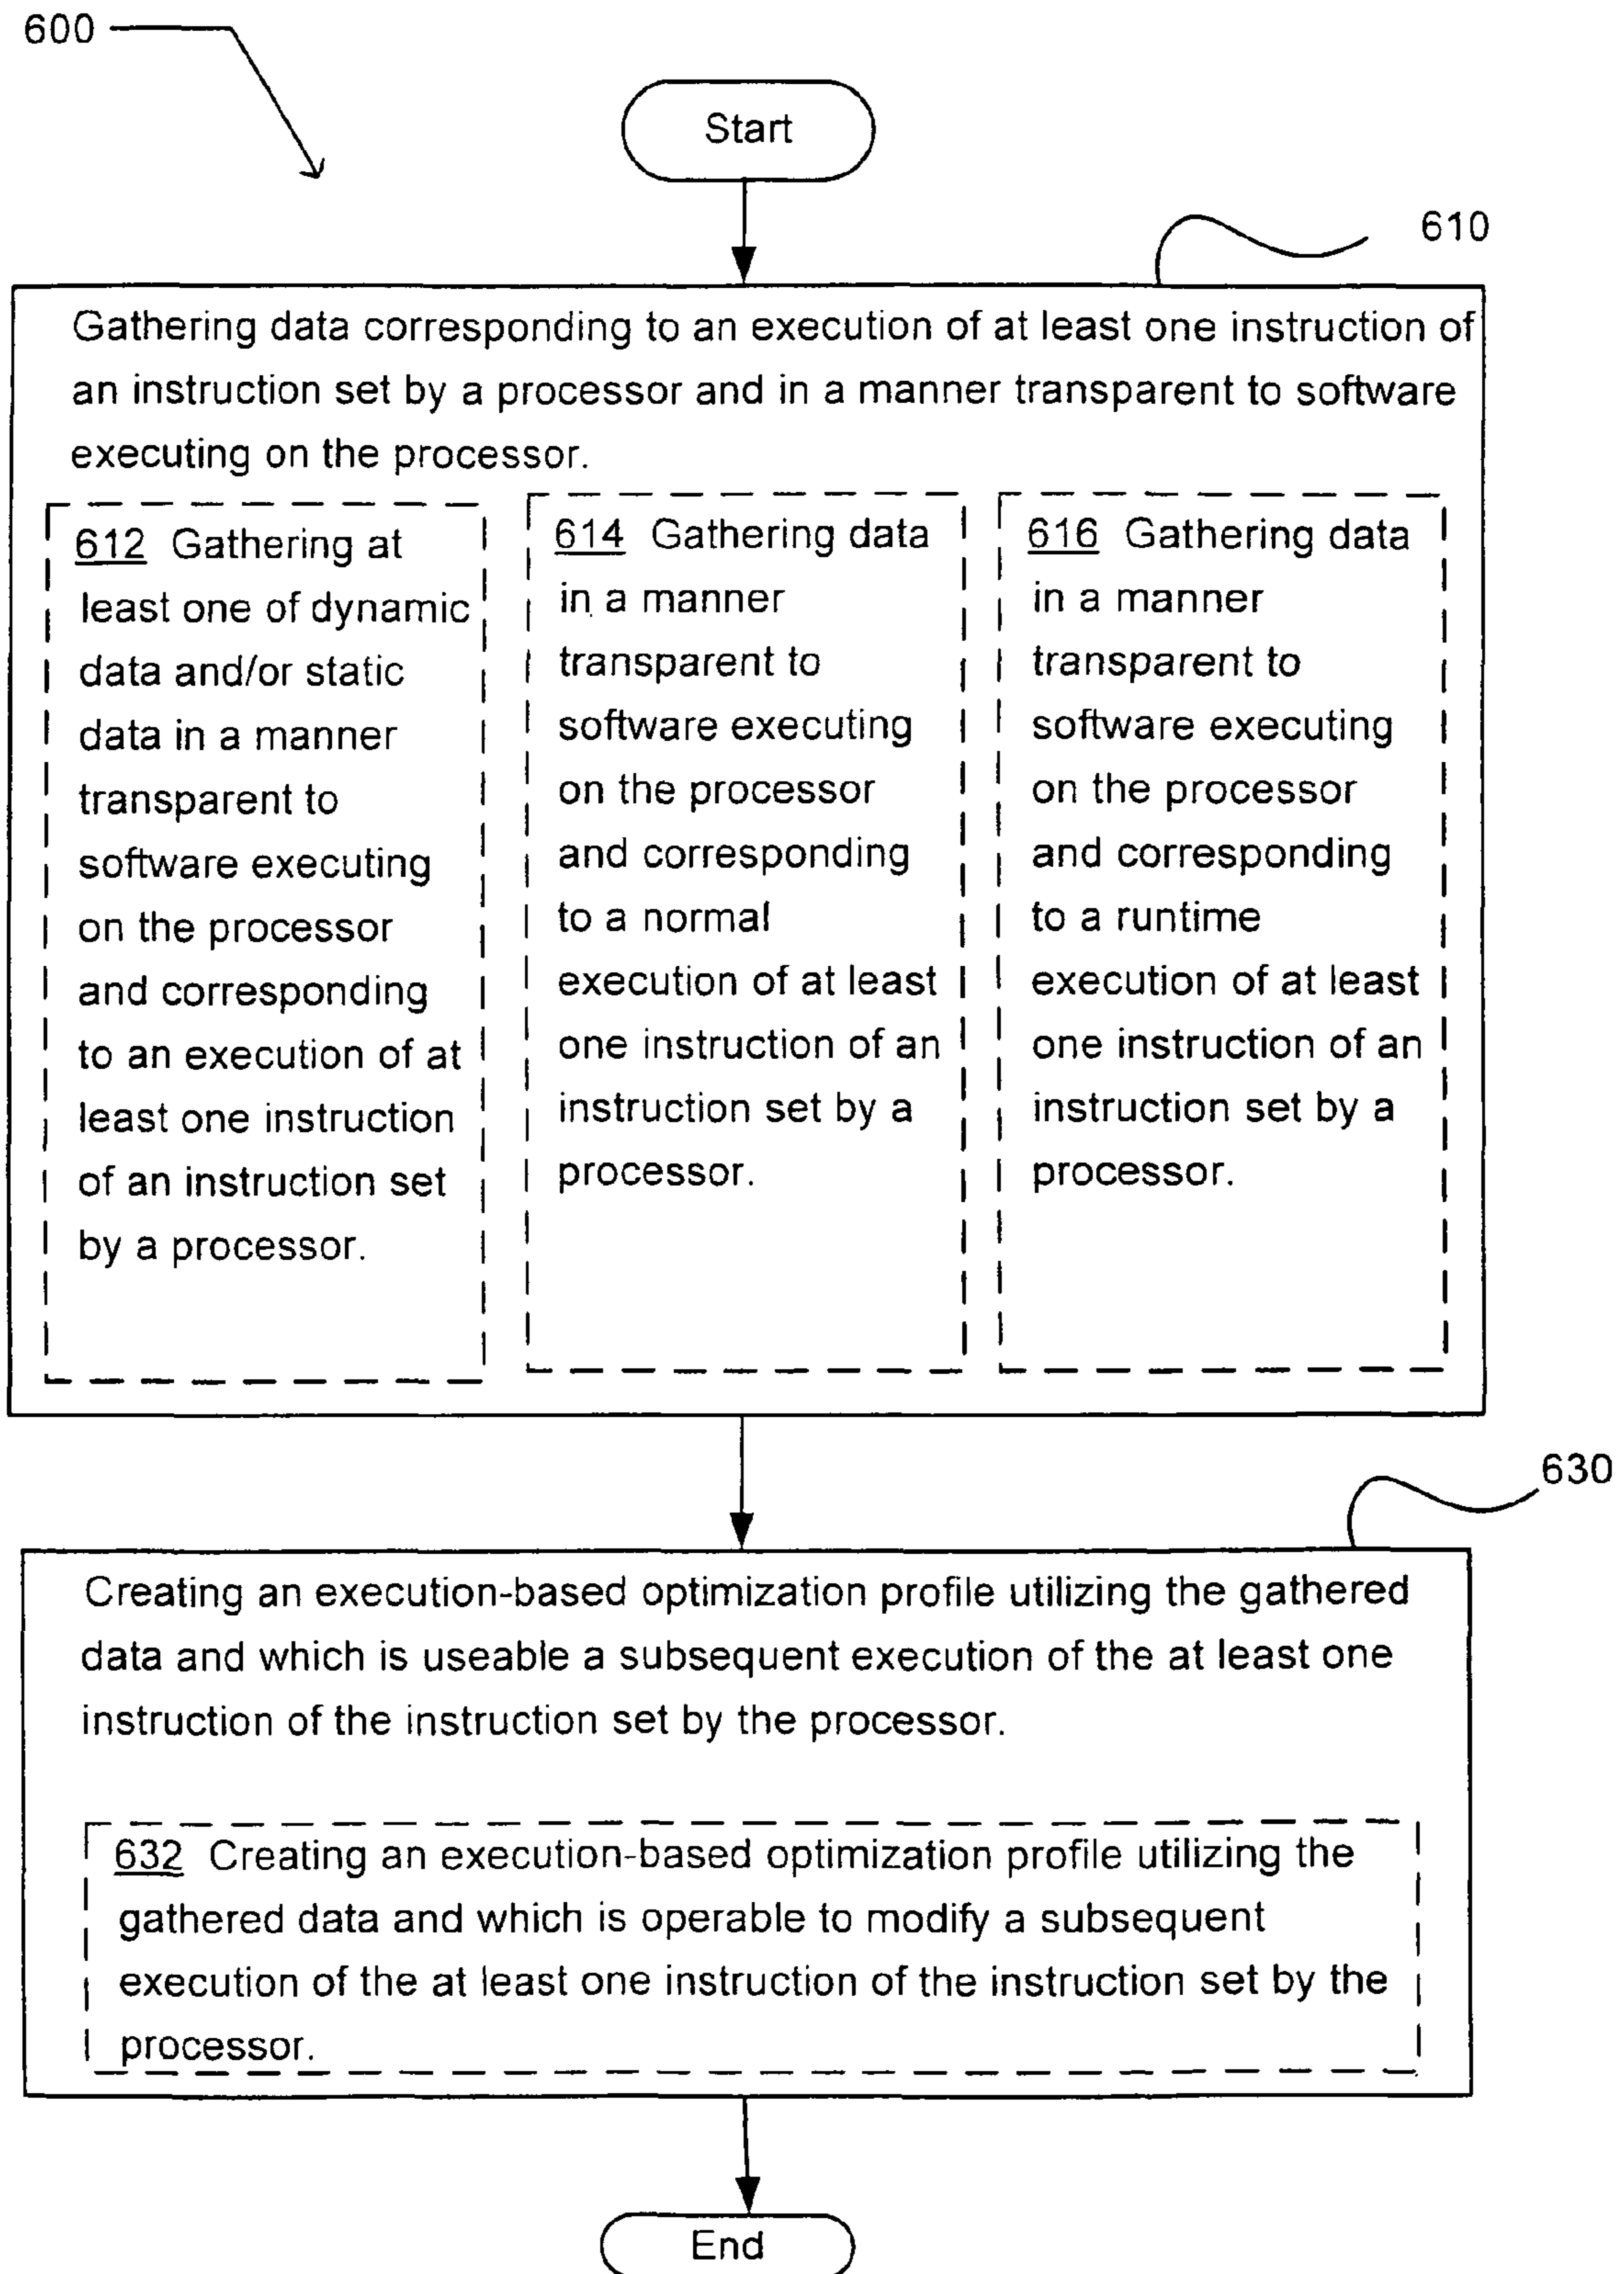 600
Start
610
Gathering data corresponding to an execution of at least one instruction of
an instruction set by a processor and in a manner transparent to software
executing on the processor.
612 Gathering at
least one of dynamic
data and/or static
data in a manner
transparent to
software executing
on the processor
and corresponding
to an execution of at
least one instruction
of an instruction set
by a processor.
614 Gathering data
in a manner
transparent to
software executing
on the processor
and corresponding
to a normal
execution of at least
one instruction of an
instruction set by a
processor.
616 Gathering data
in a manner
transparent to
software executing
on the processor
and corresponding
to a runtime
execution of at least
one instruction of an
instruction set by a
processor.
630
Creating an execution-based optimization profile utilizing the gathered
data and which is useable a subsequent execution of the at least one
instruction of the instruction set by the processor.
632 Creating an execution-based optimization profile utilizing the
gathered data and which is operable to modify a subsequent
execution of the at least one instruction of the instruction set by the
processor.
End